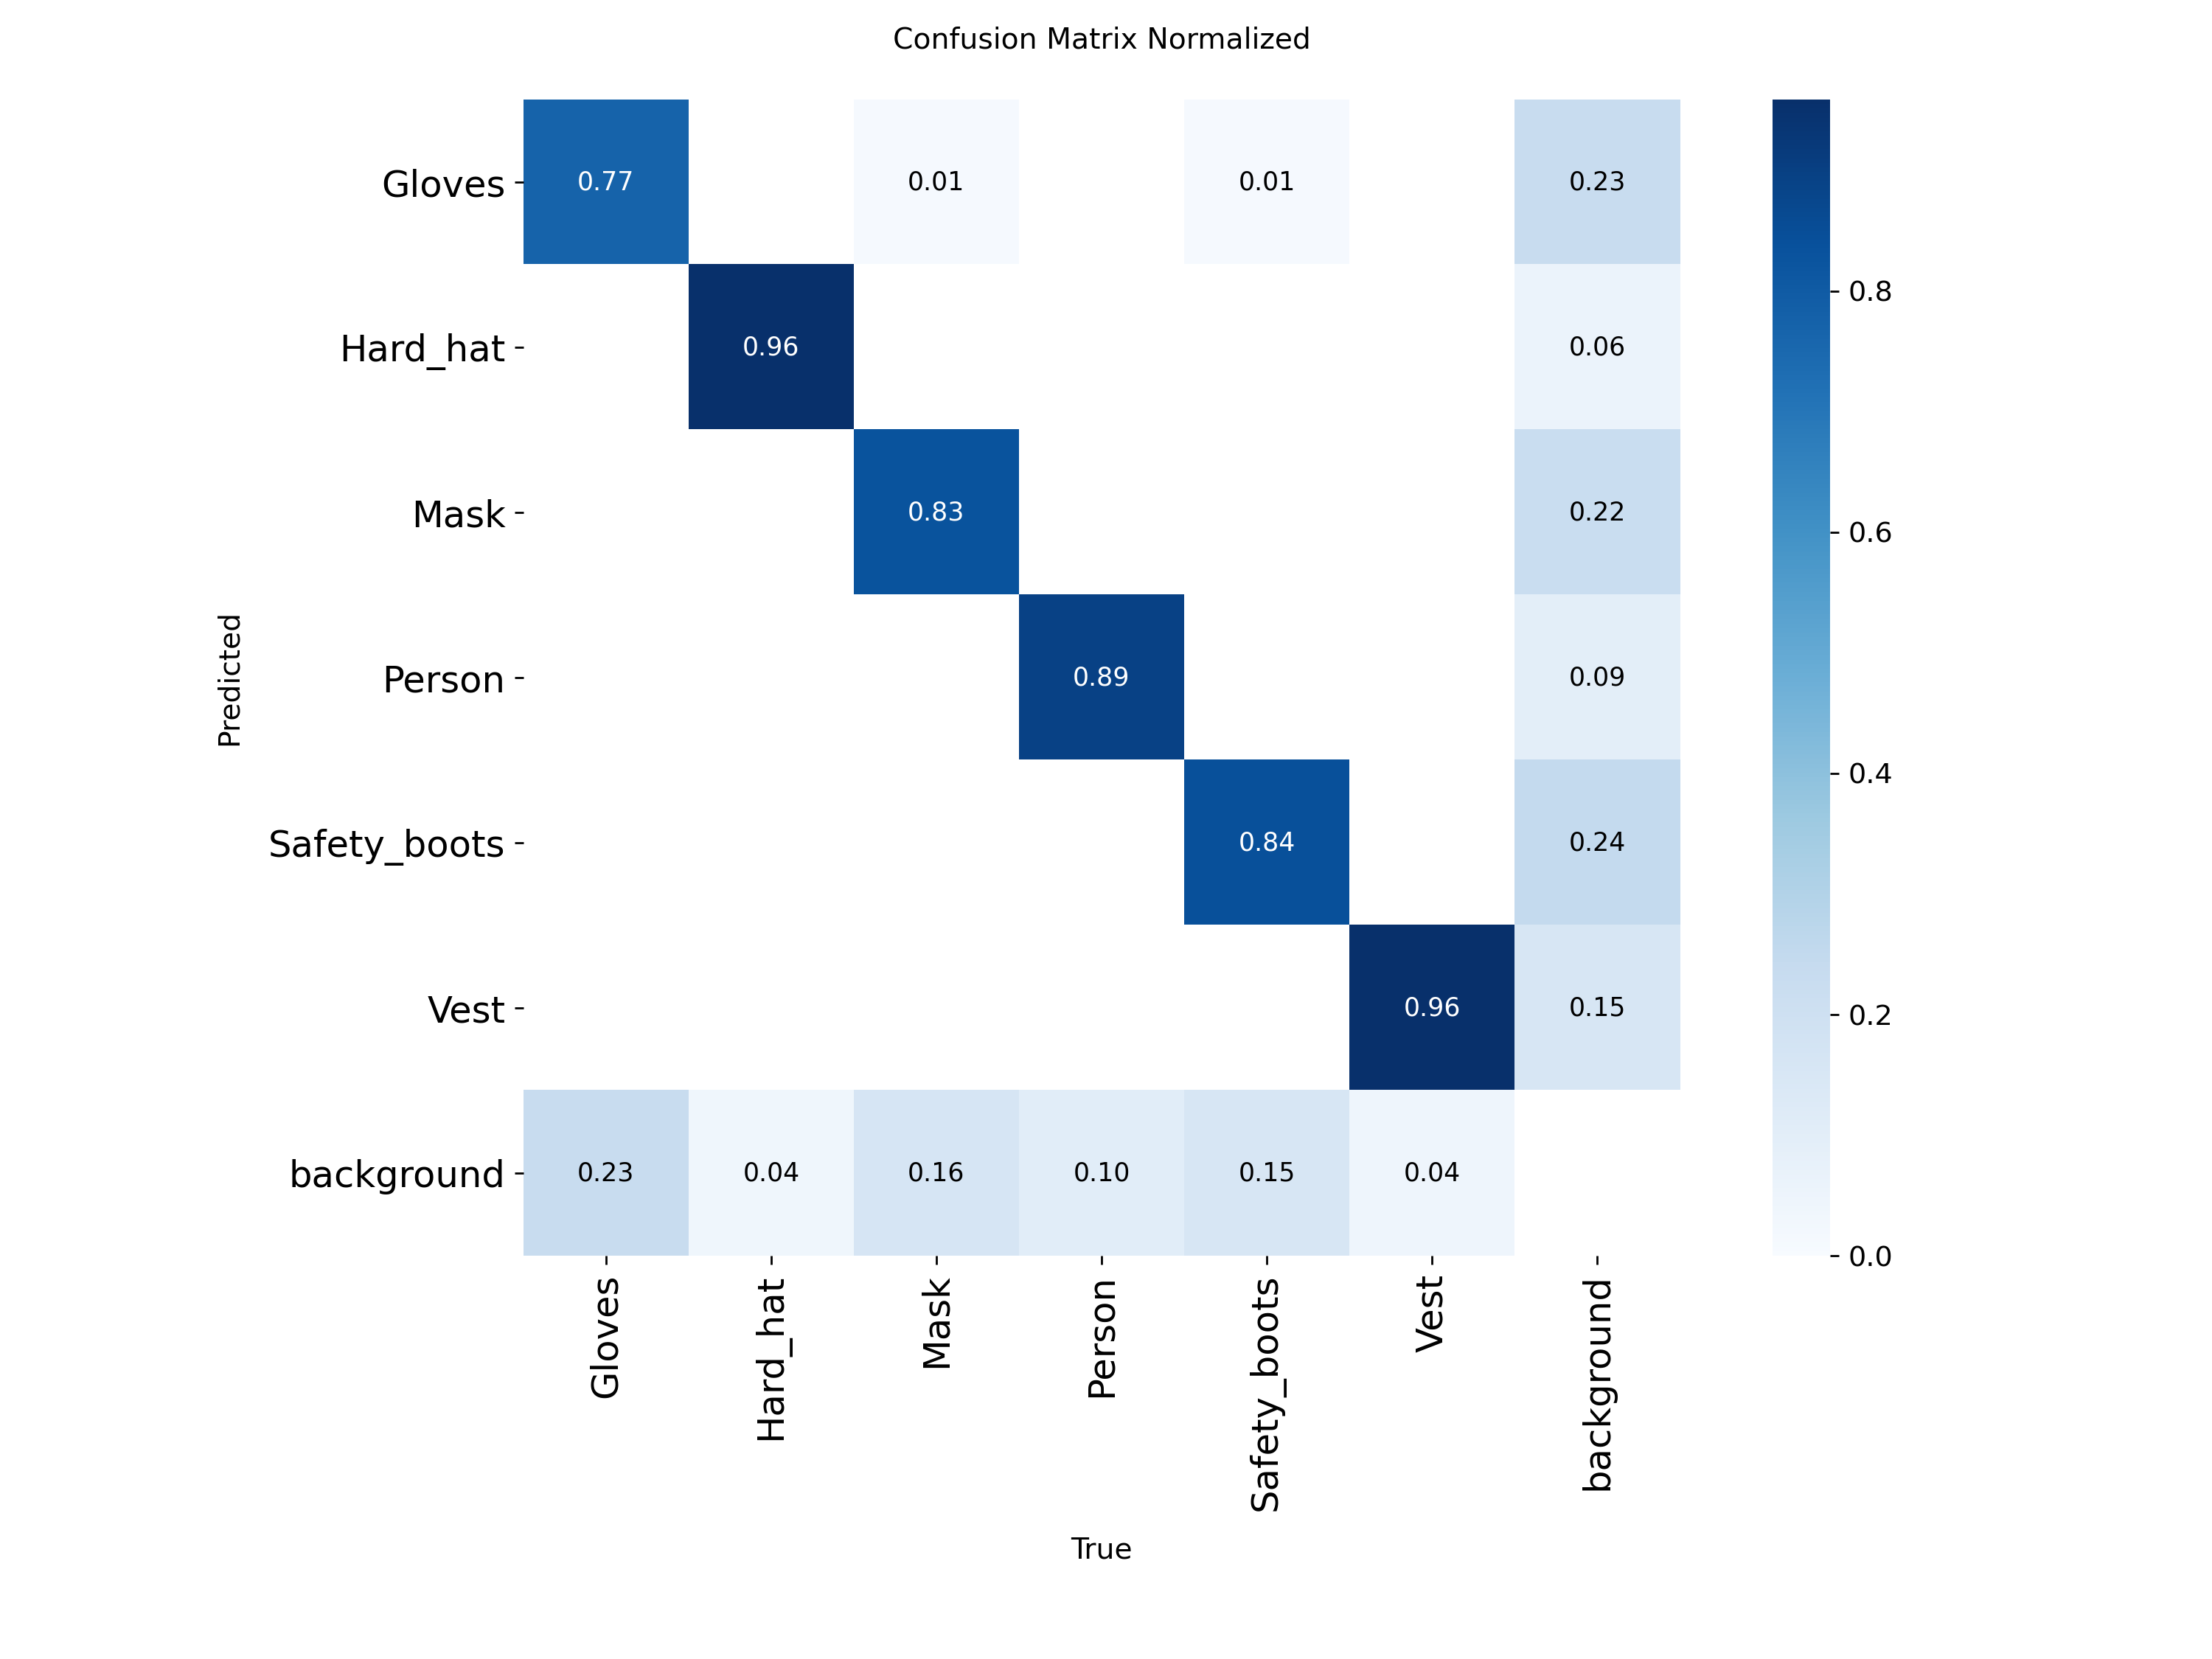 Confusion Matrix Normalized
Gloves
0.77
0.01
0.01
0.23
Hard_hat
0.96
0.06
Mask
0.83
0.22
Person
0.89
0.09
Safety_boots
0.84
0.24
Vest
0.96
0.15
background
0.23
0.04
0.16
0.10
0.15
0.04
Predicted
Gloves
Hard_hat
Mask
Person
Safety_boots
Vest
background
True
0.8
0.6
0.4
0.2
0.0